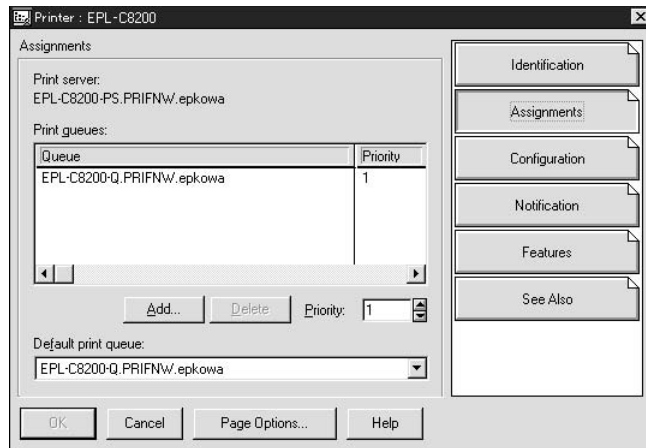 Printer : EPL-C8200
Assignments
Print server:
EPL-C8200-PS.PRIFNW.epkowa
Print queues:
Queue Priority
EPL-C8200-Q.PRIFNW.epkowa 1
Add... Delete Priority: 1
Default print queue:
EPL-C8200-Q.PRIFNW.epkowa
OK Cancel Page Options... Help
Identification
Assignments
Configuration
Notification
Features
See Also